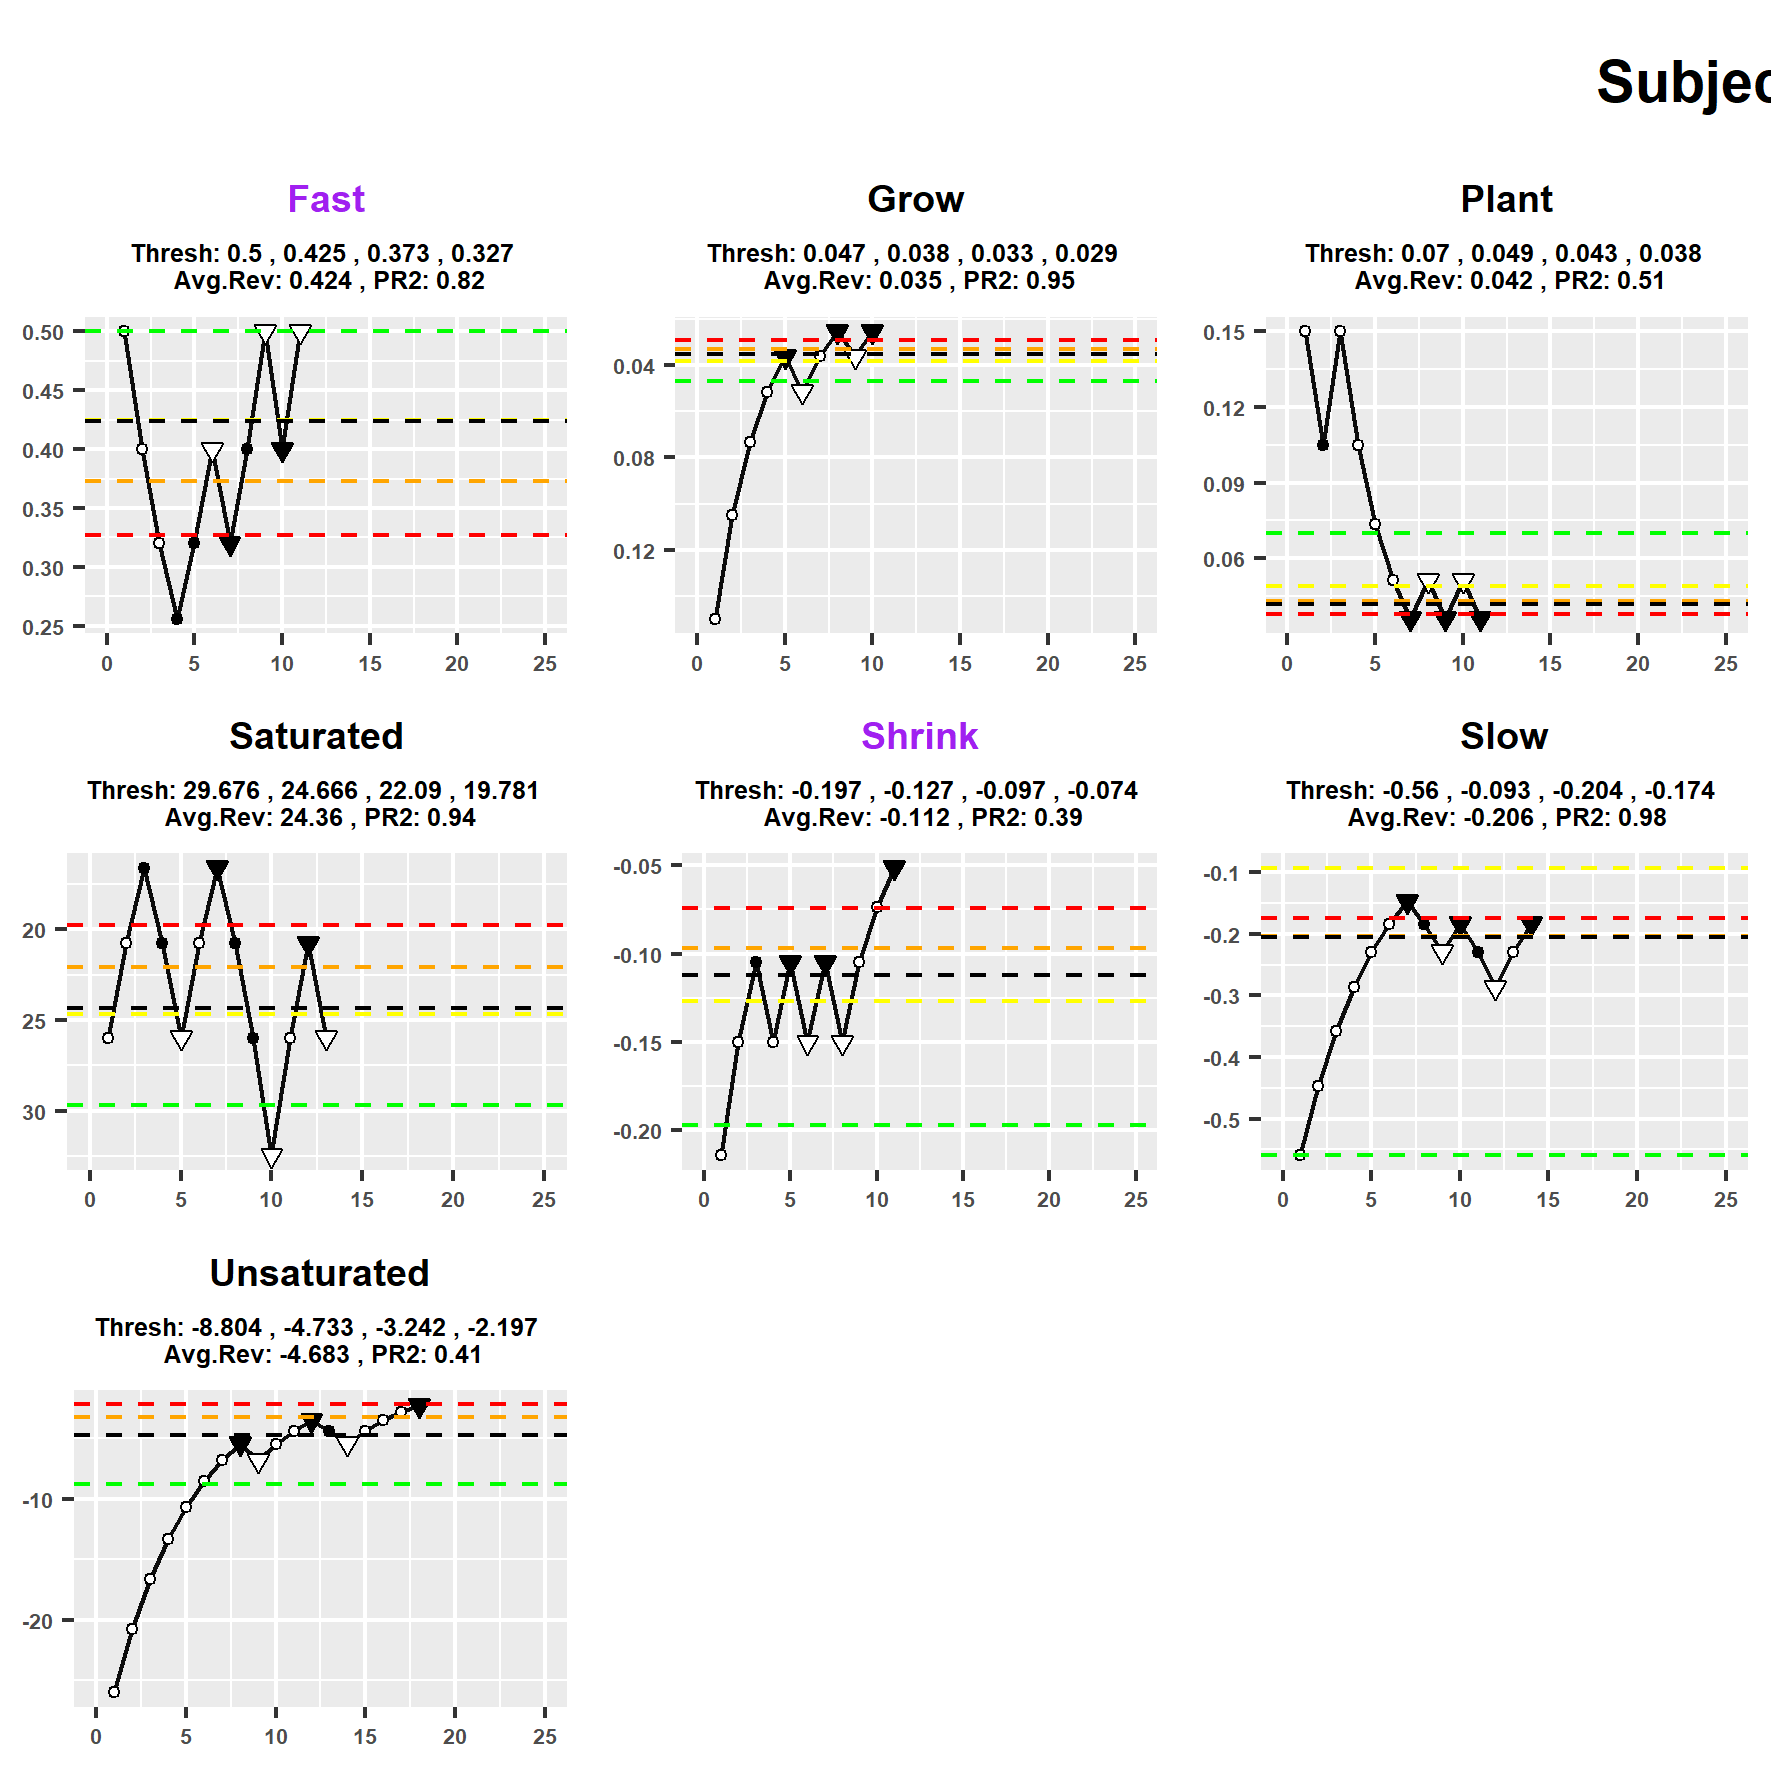 Subjec
Fast
Thresh: 0.5 , 0.425 , 0.373 , 0.327
Avg.Rev: 0.424 , PR2: 0.82
0.50
0.45
0.40
0.35
0.30
0.25
0 5 10 15 20 25
Grow
Thresh: 0.047 , 0.038 , 0.033 , 0.029
Avg.Rev: 0.035 , PR2: 0.95
0.04
0.08
0.12
0 5 10 15 20 25
Plant
Thresh: 0.07 , 0.049 , 0.043 , 0.038
Avg.Rev: 0.042 , PR2: 0.51
0.15
0.12
0.09
0.06
0 5 10 15 20 25
Saturated
Thresh: 29.676 , 24.666 , 22.09 , 19.781
Avg.Rev: 24.36 , PR2: 0.94
20
25
30
0 5 10 15 20 25
Shrink
Thresh: -0.197 , -0.127 , -0.097 , -0.074
Avg.Rev: -0.112 , PR2: 0.39
-0.05
-0.10
-0.15
-0.20
0 5 10 15 20 25
Slow
Thresh: -0.56 , -0.093 , -0.204 , -0.174
Avg.Rev: -0.206 , PR2: 0.98
-0.1
-0.2
-0.3
-0.4
-0.5
0 5 10 15 20 25
Unsaturated
Thresh: -8.804 , -4.733 , -3.242 , -2.197
Avg.Rev: -4.683 , PR2: 0.41
-10
-20
0 5 10 15 20 25